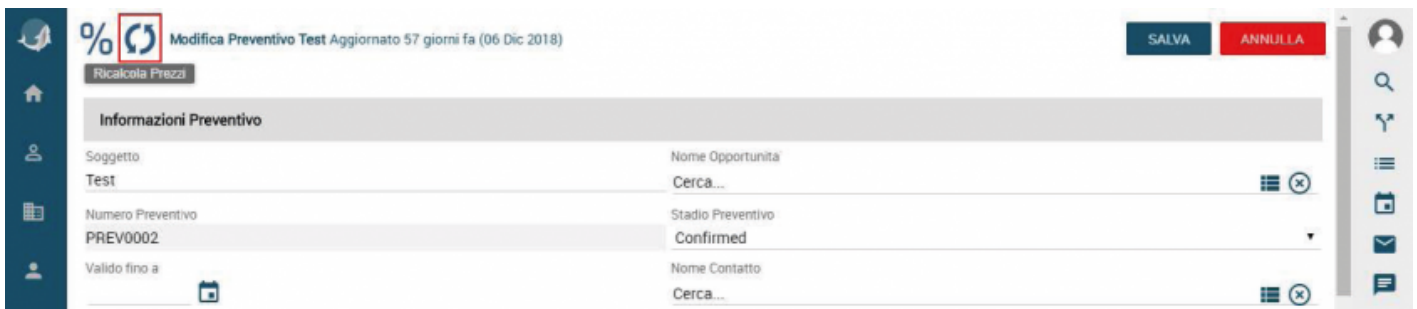 % Modifica Preventivo Test Aggiornato 57 giorni fa (06 Dic 2018) SALVA ANNULLA
Ricalcola Prezzi
Informazioni Preventivo
Soggetto Nome Opportunita'
Test Cerca...
Numero Preventivo Stadio Preventivo
PREV0002 Confirmed
Valido fino a Nome Contatto
Cerca...